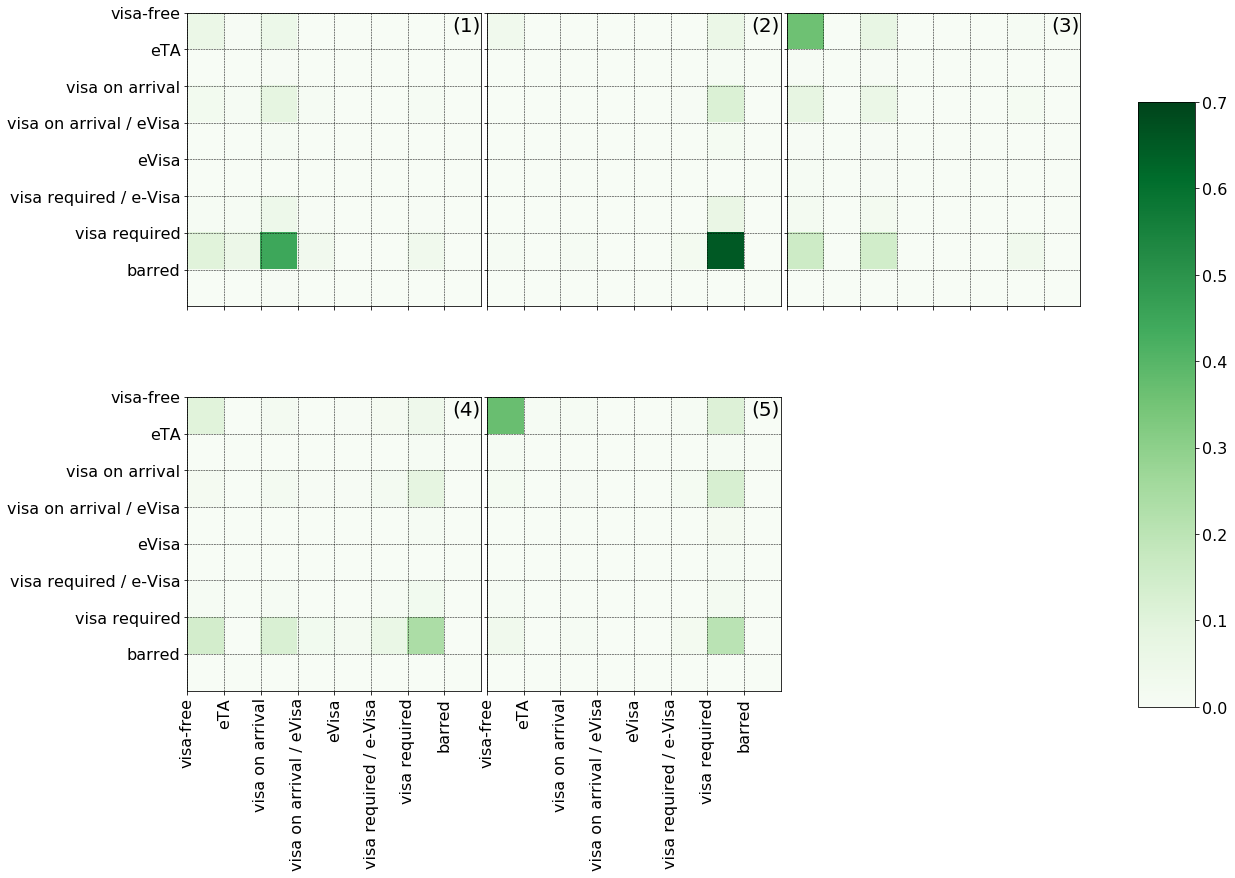 visa-free
eTA
visa on arrival
visa on arrival / eVisa
eVisa
visa required / e-Visa
visa required
barred
(1)
(2)
(3)
0.7
0.6
0.5
0.4
0.3
0.2
0.1
0.0
visa-free
eTA
visa on arrival
visa on arrival / eVisa
eVisa
visa required / e-Visa
visa required
barred
(4)
(5)
visa-free
eTA
visa on arrival
visa on arrival / eVisa
eVisa
visa required / e-Visa
visa required
barred
visa-free
eTA
visa on arrival
visa on arrival / eVisa
eVisa
visa required / e-Visa
visa required
barred